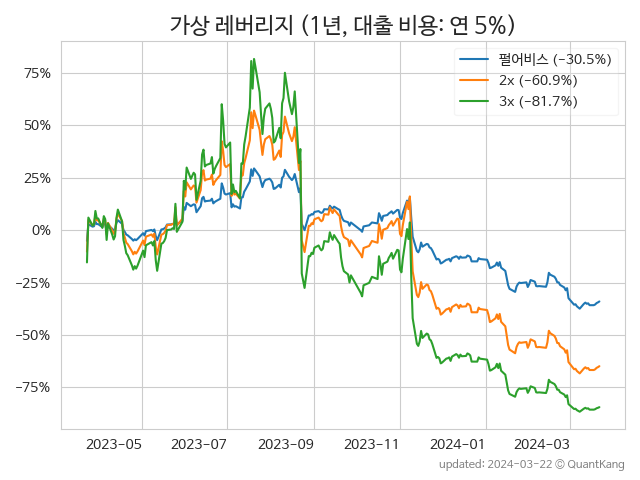 가상 레버리지 (1년, 대출 비용: 연 5%)
펄어비스 (−30.5%)
2x (−60.9%)
3x (−81.7%)
75%
50%
25%
0%
−25%
−50%
−75%
2023-05 2023-07 2023-09 2023-11 2024-01 2024-03
updated: 2024-03-22 © QuantKang